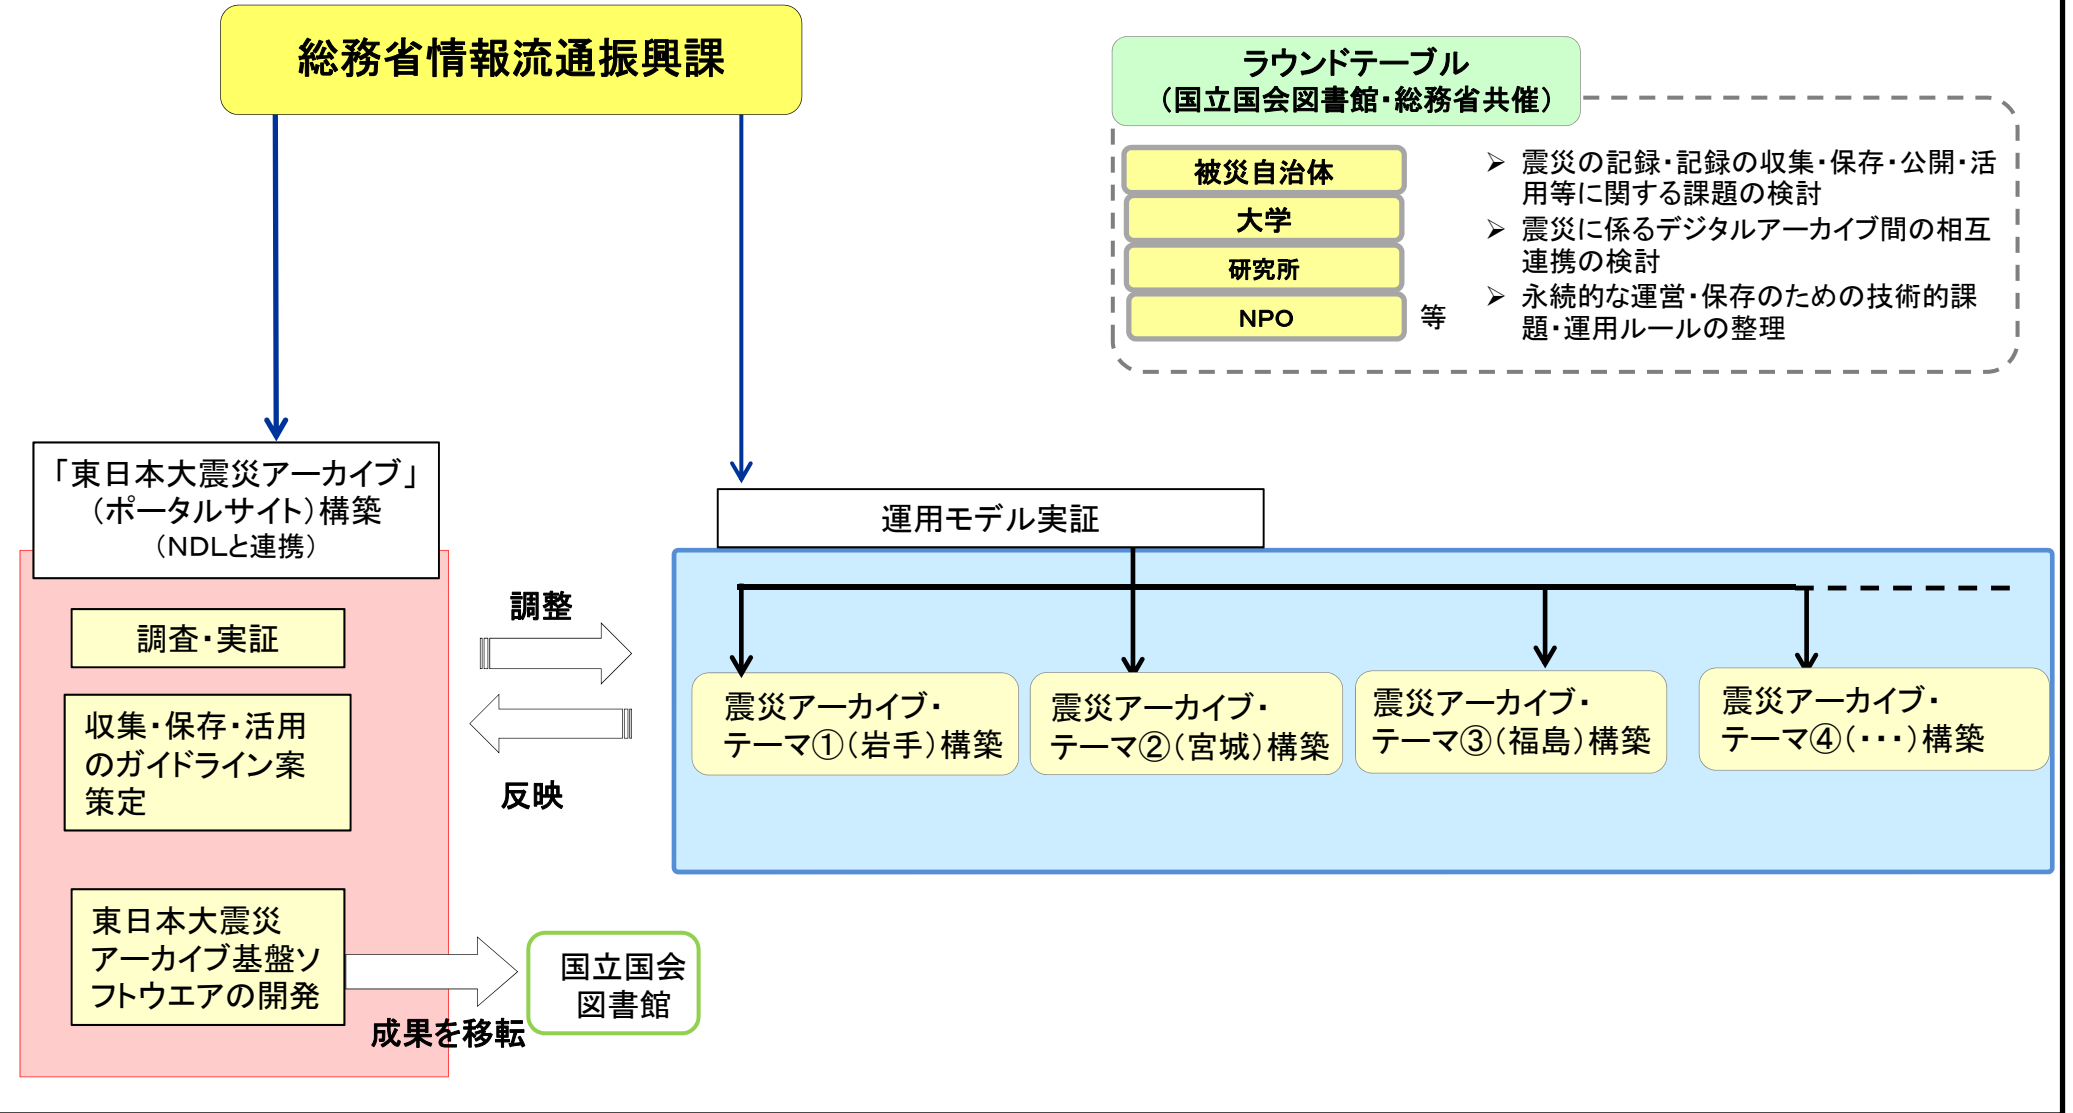 総務省情報流通振興課
ラウンドテーブル
（国立国会図書館・総務省共催）
被災自治体
大学
研究所
NPO
等
➢ 震災の記録・記録の収集・保存・公開・活
用等に関する課題の検討
➢ 震災に係るデジタルアーカイブ間の相互
連携の検討
➢ 永続的な運営・保存のための技術的課
題・運用ルールの整理
「東日本大震災アーカイブ」
（ポータルサイト）構築
（NDLと連携）
調査・実証
収集・保存・活用
のガイドライン案
策定
東日本大震災
アーカイブ基盤ソ
フトウエアの開発
調整
反映
成果を移転
国立国会
図書館
運用モデル実証
震災アーカイブ・
テーマ①（岩手）構築
震災アーカイブ・
テーマ②（宮城）構築
震災アーカイブ・
テーマ③（福島）構築
震災アーカイブ・
テーマ④（・・・）構築